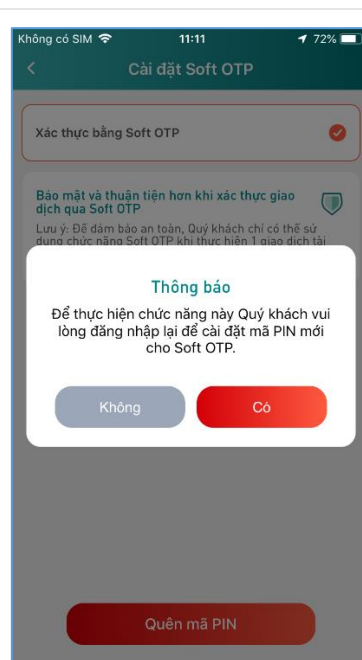 Không có SIM 11:11 72%
Cài đặt Soft OTP
Xác thực bằng Soft OTP
Bảo mật và thuận tiện hơn khi xác thực giao
dịch qua Soft OTP
Lưu ý: Để đảm bảo an toàn, Quý khách chỉ có thể sử
dụng chức năng Soft OTP khi thực hiện 1 giao dịch tài
Thông báo
Để thực hiện chức năng này Quý khách vui
lòng đăng nhập lại để cài đặt mã PIN mới
cho Soft OTP.
Không Có
Quên mã PIN